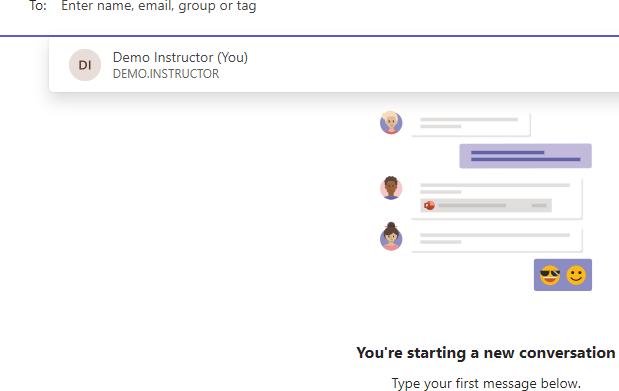 To: Enter name, email, group or tag
DI
Demo Instructor (You)
DEMO.INSTRUCTOR
You're starting a new conversation
Type your first message below.